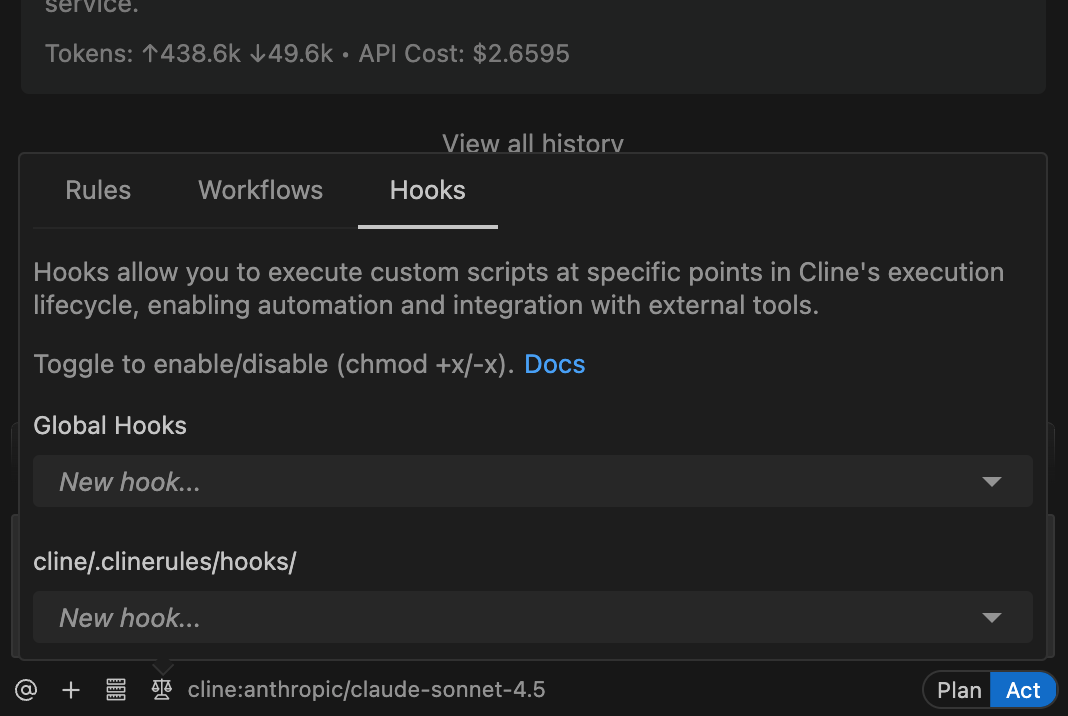 service.
Tokens: ↑438.6k ↓49.6k • API Cost: $2.6595
View all history
Rules Workflows Hooks
Hooks allow you to execute custom scripts at specific points in Cline's execution
lifecycle, enabling automation and integration with external tools.
Toggle to enable/disable (chmod +x/-x). Docs
Global Hooks
New hook...
cline/.clinerules/hooks/
New hook...
@ + cline:anthropic/claude-sonnet-4.5 Plan Act